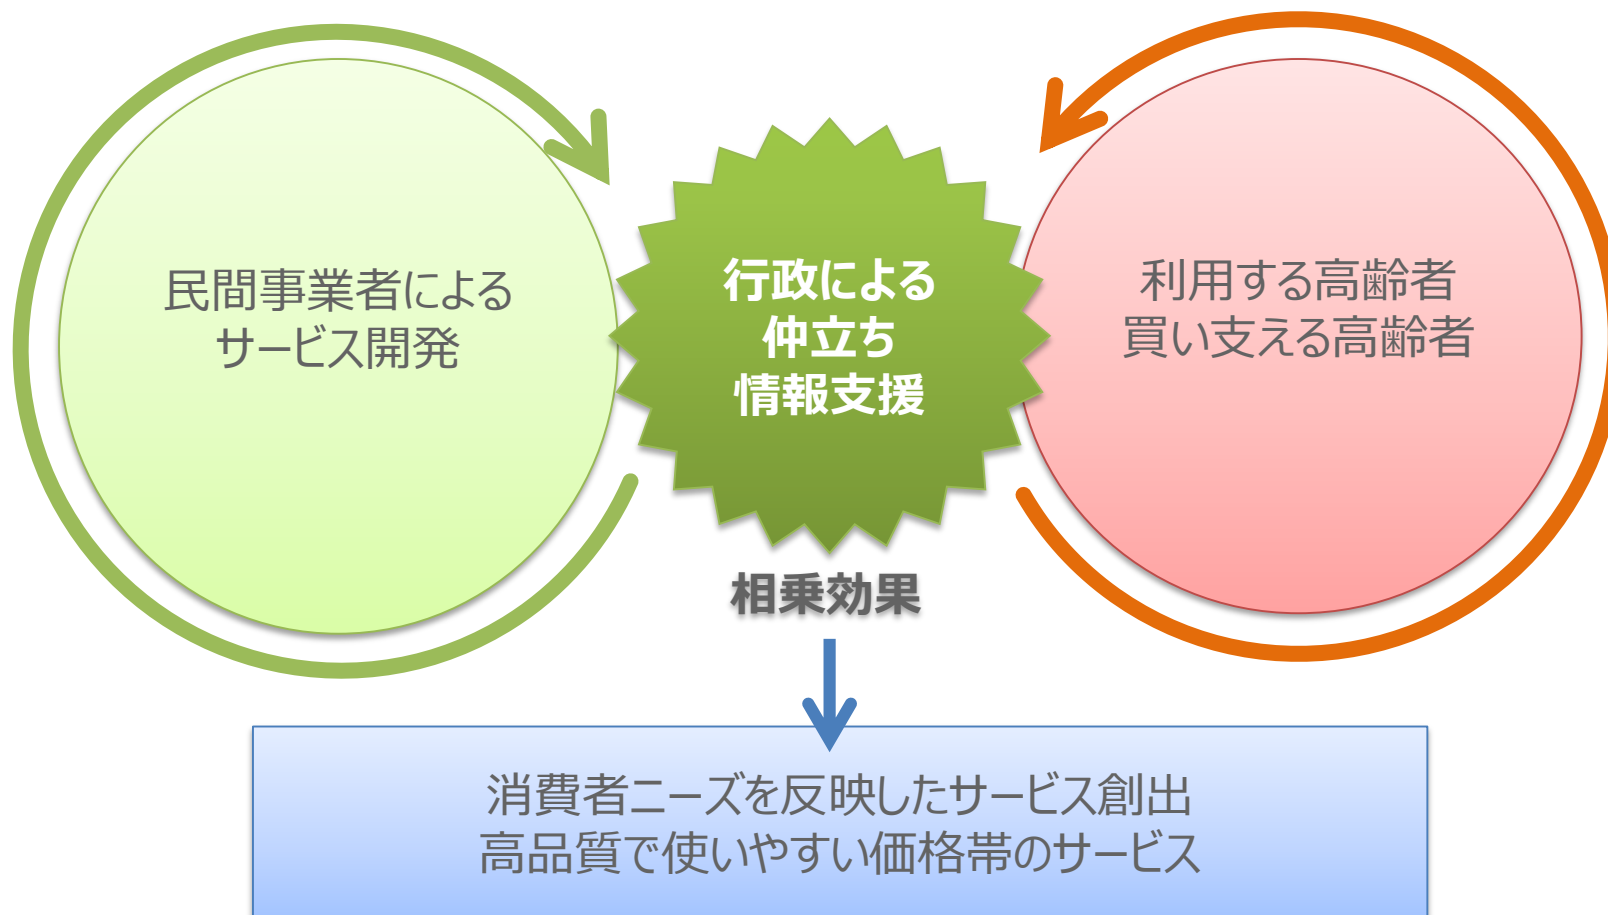 民間事業者による
サービス開発
行政による
仲立ち
情報支援
利用する高齢者
買い支える高齢者
相乗効果
消費者ニーズを反映したサービス創出
高品質で使いやすい価格帯のサービス